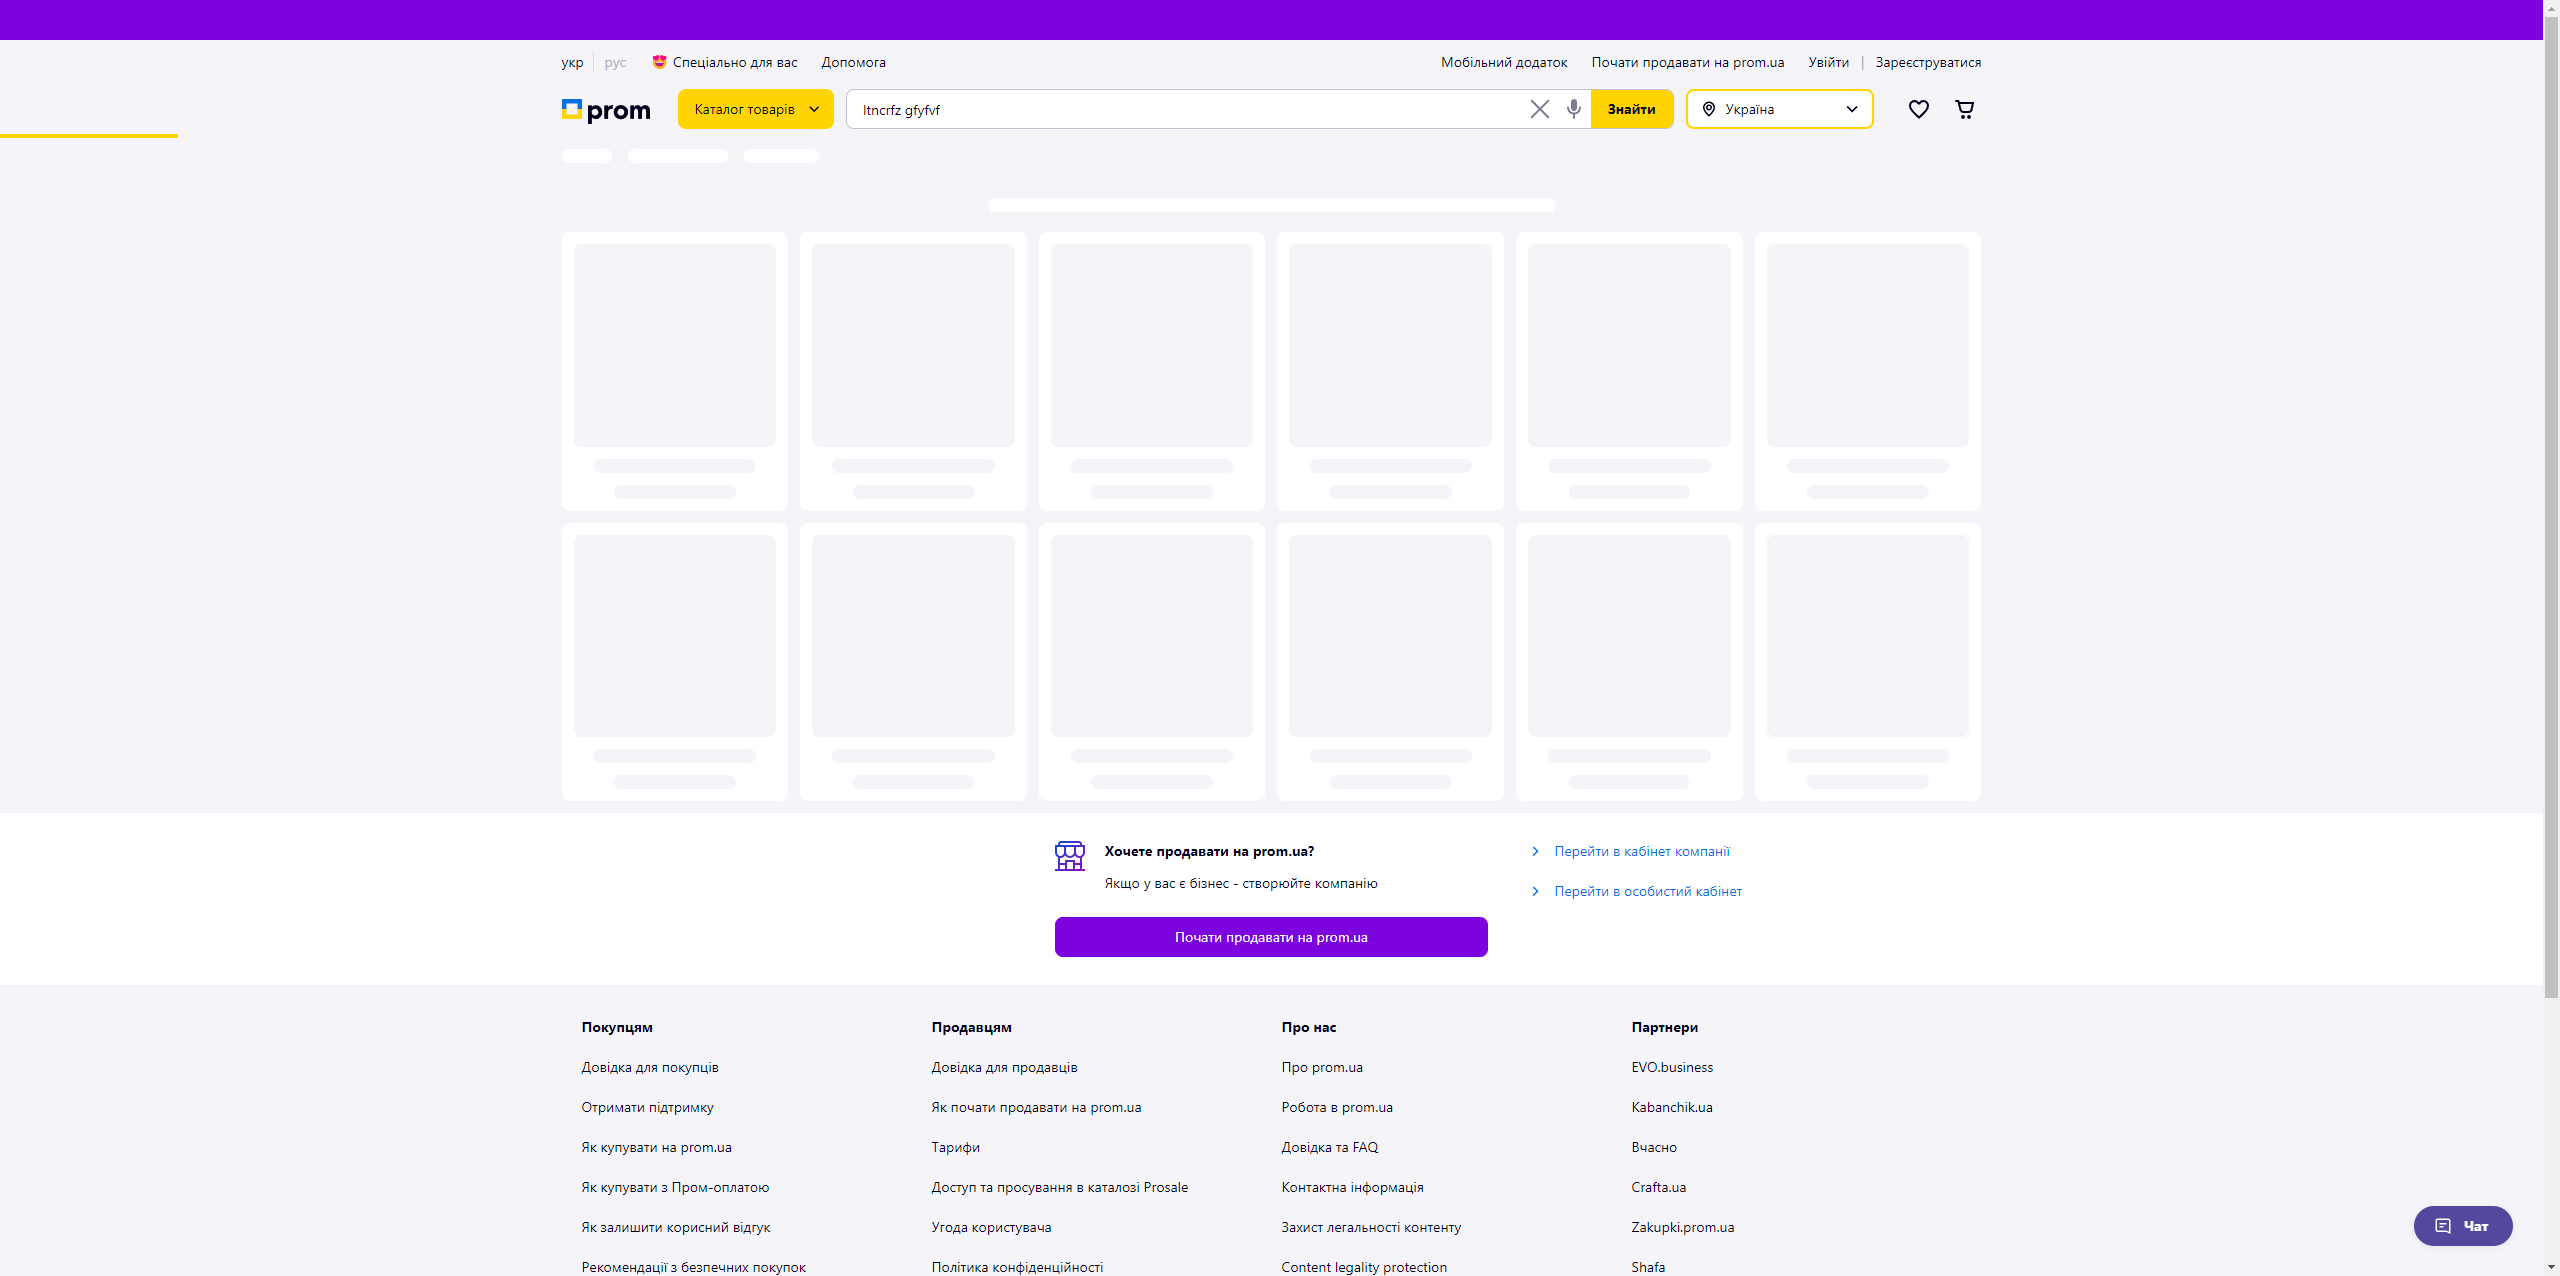 укр рус Спеціально для вас Допомога Мобільний додаток Почати продавати на prom.ua Увійти | Зареєструватися
prom Каталог товарів ltncrfz gfyfvf Знайти Україна
Хочете продавати на prom.ua?
Якщо у вас є бізнес - створюйте компанію
Почати продавати на prom.ua
Перейти в кабінет компанії
Перейти в особистий кабінет
Покупцям
Довідка для покупців
Отримати підтримку
Як купувати на prom.ua
Як купувати з Пром-оплатою
Як залишити корисний відгук
Рекомендації з безпечних покупок
Продавцям
Довідка для продавців
Як почати продавати на prom.ua
Тарифи
Доступ та просування в каталозі Prosale
Угода користувача
Політика конфіденційності
Про нас
Про prom.ua
Робота в prom.ua
Довідка та FAQ
Контактна інформація
Захист легальності контенту
Content legality protection
Партнери
EVO.business
Kabanchik.ua
Вчасно
Crafta.ua
Zakupki.prom.ua
Shafa
Чат